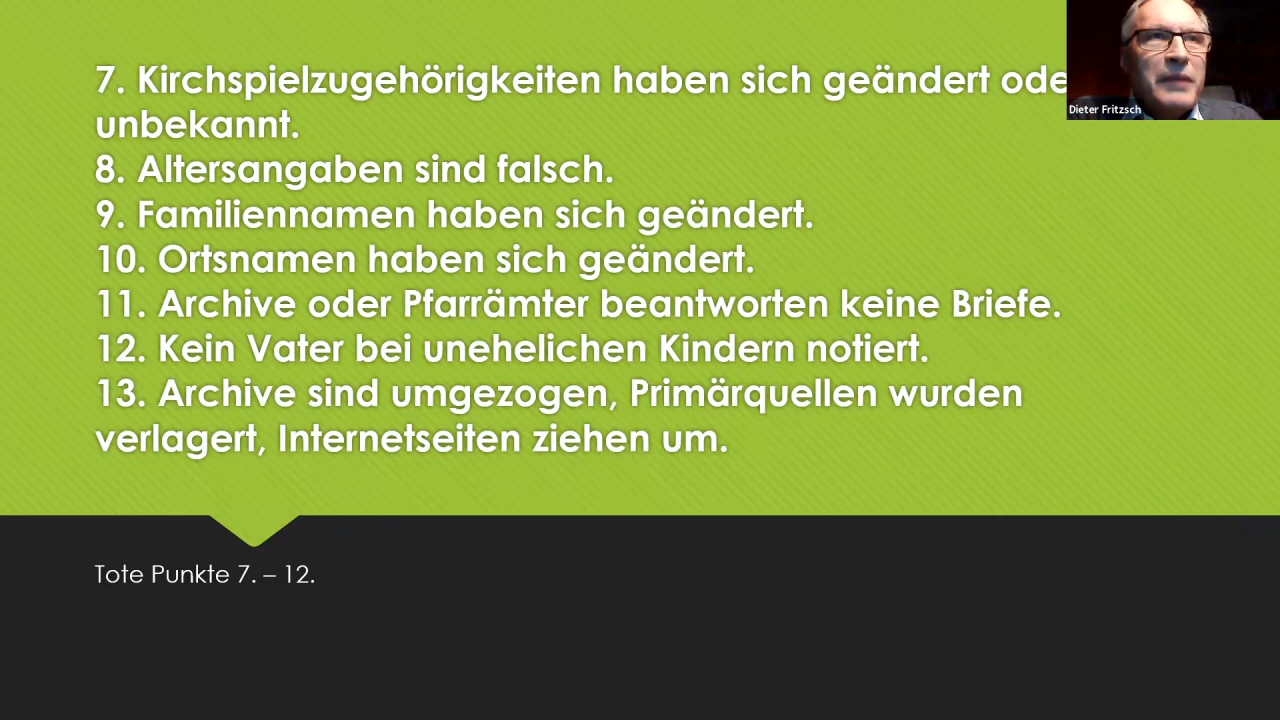 7. Kirchspielzugehörigkeiten haben sich geändert ode
unbekannt.
8. Altersangaben sind falsch.
9. Familiennamen haben sich geändert.
10. Ortsnamen haben sich geändert.
11. Archive oder Pfarrämter beantworten keine Briefe.
12. Kein Vater bei unehelichen Kindern notiert.
13. Archive sind umgezogen, Primärquellen wurden
verlagert, Internetseiten ziehen um.
Tote Punkte 7. – 12.
Dieter Fritzsch